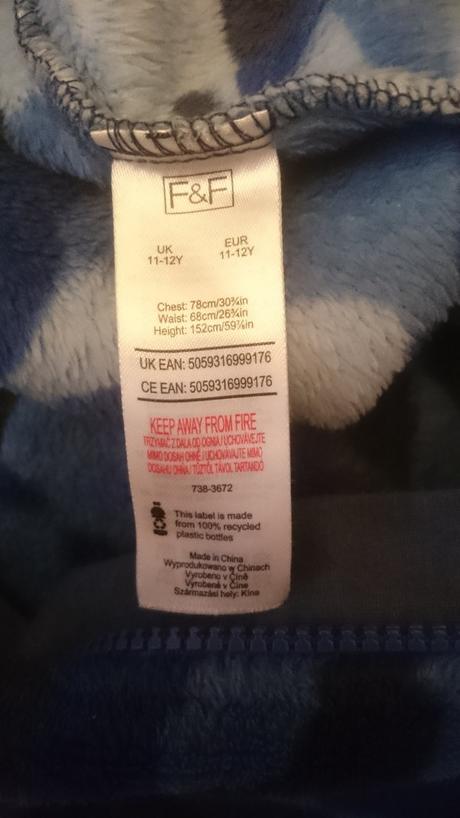 F&F
UK
11-12Y
EUR
11-12Y
Chest: 78cm/30¾in
Waist: 68cm/26¾in
Height: 152cm/59⅞in
UK EAN: 5059316999176
CE EAN: 5059316999176
KEEP AWAY FROM FIRE
TRZYMAĆ Z DALA OD OGNIA / UCHOVÁVEJTE
MIMO DOSAH OHNĚ / UCHOVÁVAJTE MIMO
DOSAHU OHŇA / TŰZTŐL TÁVOL TARTANDÓ
738-3672
This label is made
from 100% recycled
plastic bottles
Made in China
Wyprodukowano w Chinach
Vyrobeno v Číně
Vyrobené v Číne
Származási hely: Kína